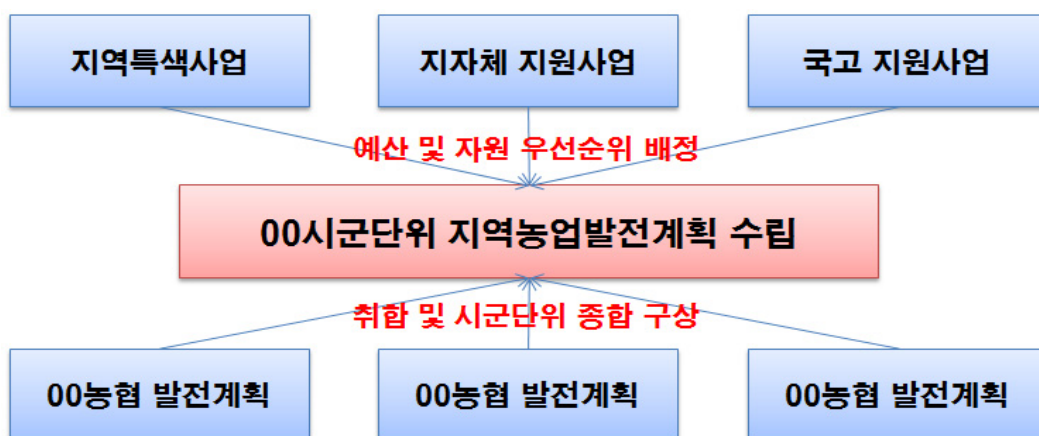 지역특색사업
지자체 지원사업
국고 지원사업
예산 및 자원 우선순위 배정
00시군단위 지역농업발전계획 수립
취합 및 시군단위 종합 구상
00농협 발전계획
00농협 발전계획
00농협 발전계획